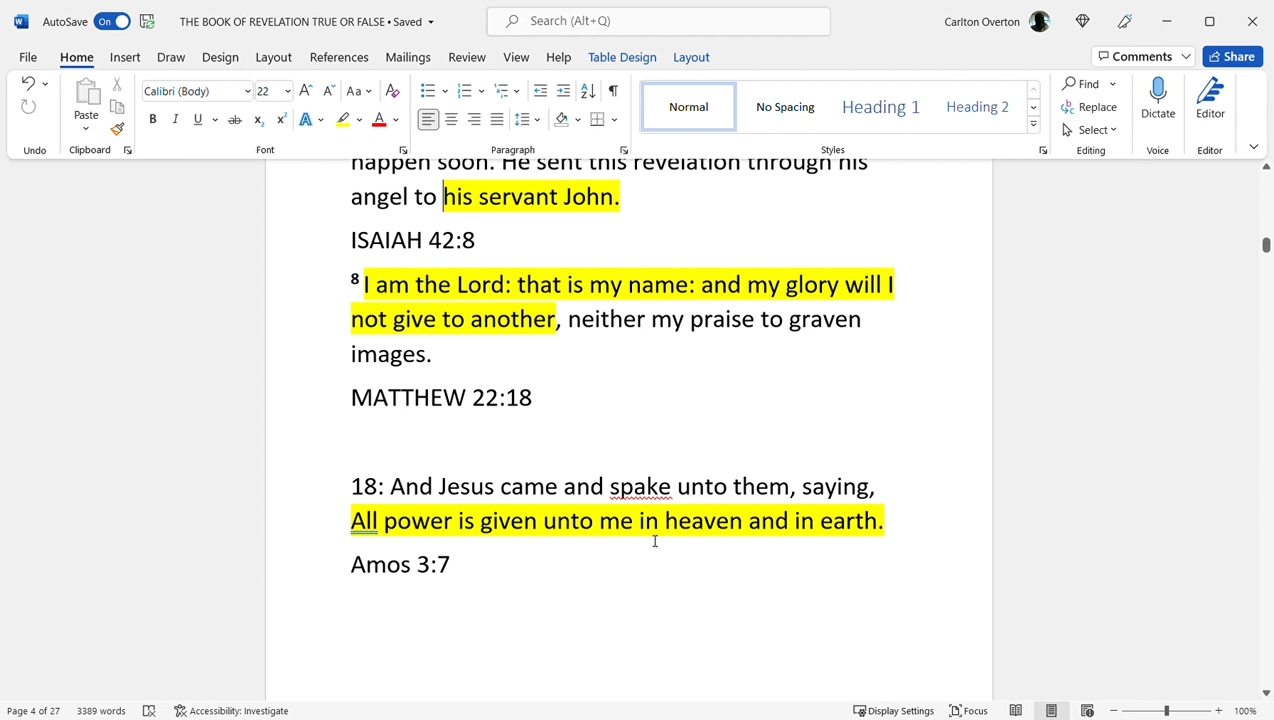 AutoSave On THE BOOK OF REVELATION TRUE OR FALSE • Saved Search (Alt+Q) Carlton Overton
File Home Insert Draw Design Layout References Mailings Review View Help Table Design Layout Comments Share
Calibri (Body) 22 Aa Normal No Spacing Heading 1 Heading 2 Find
Paste Replace Dictate Editor
B I U ab x₂ x² A A Select
Undo Clipboard Font Paragraph Styles Editing Voice Editor
happen soon. He sent this revelation through his
angel to his servant John.
ISAIAH 42:8
8 I am the Lord: that is my name: and my glory will I
not give to another, neither my praise to graven
images.
MATTHEW 22:18
18: And Jesus came and spake unto them, saying,
All power is given unto me in heaven and in earth.
Amos 3:7
Page 4 of 27 3389 words Accessibility: Investigate Display Settings Focus 100%